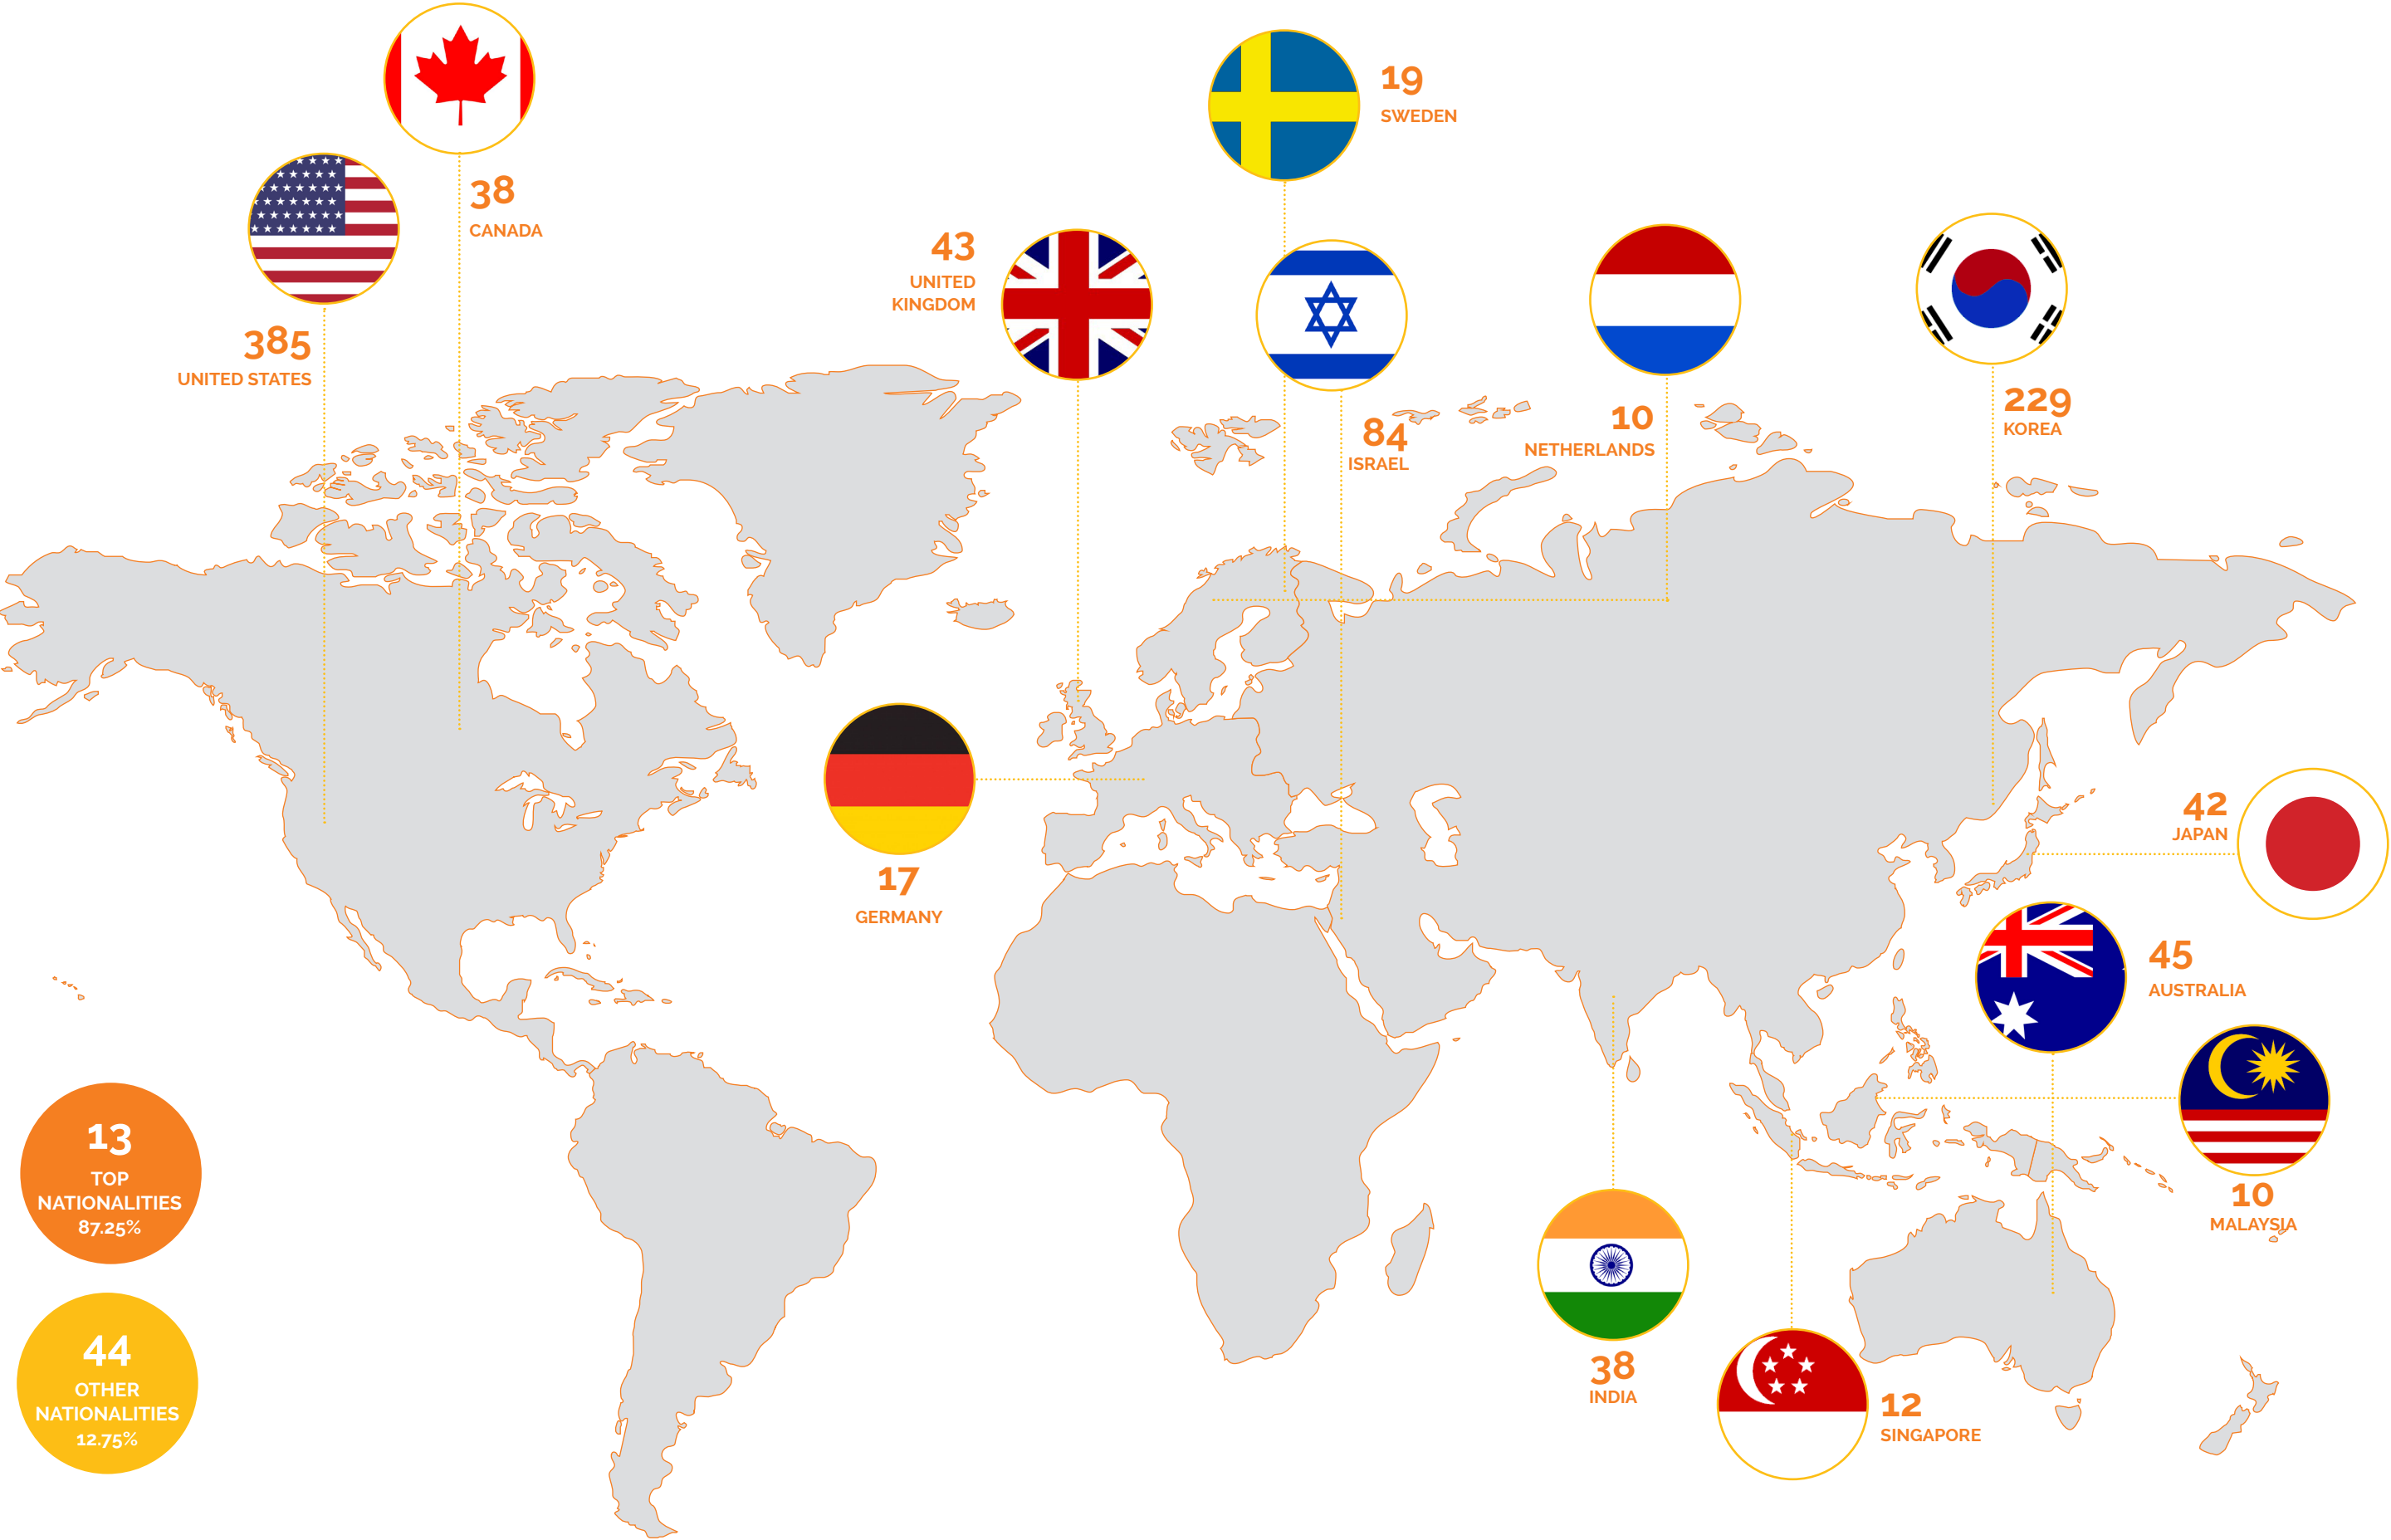 38
CANADA
385
UNITED STATES
19
SWEDEN
43
UNITED
KINGDOM
84
ISRAEL
10
NETHERLANDS
229
KOREA
17
GERMANY
42
JAPAN
45
AUSTRALIA
10
MALAYSIA
38
INDIA
12
SINGAPORE
13
TOP
NATIONALITIES
87.25%
44
OTHER
NATIONALITIES
12.75%